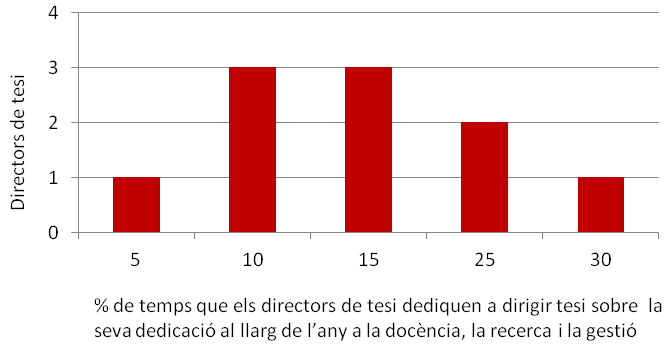 4
3
2
1
0
Directors de tesi
5 10 15 25 30
% de temps que els directors de tesi dediquen a dirigir tesi sobre la
seva dedicació al llarg de l'any a la docència, la recerca i la gestió